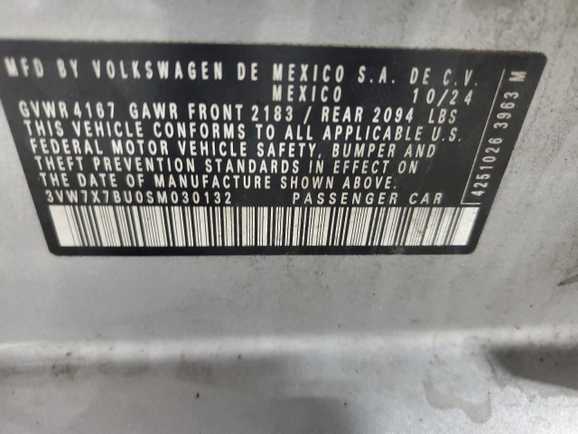 MFD BY VOLKSWAGEN DE MEXICO S.A. DE C.V.
MEXICO 10/24
GVWR 4167 GAWR FRONT 2183 / REAR 2094 LBS
THIS VEHICLE CONFORMS TO ALL APPLICABLE U.S.
FEDERAL MOTOR VEHICLE SAFETY, BUMPER AND
THEFT PREVENTION STANDARDS IN EFFECT ON
THE DATE OF MANUFACTURE SHOWN ABOVE.
3VW7X7BU0SM030132 PASSENGER CAR
4251026 3963 M